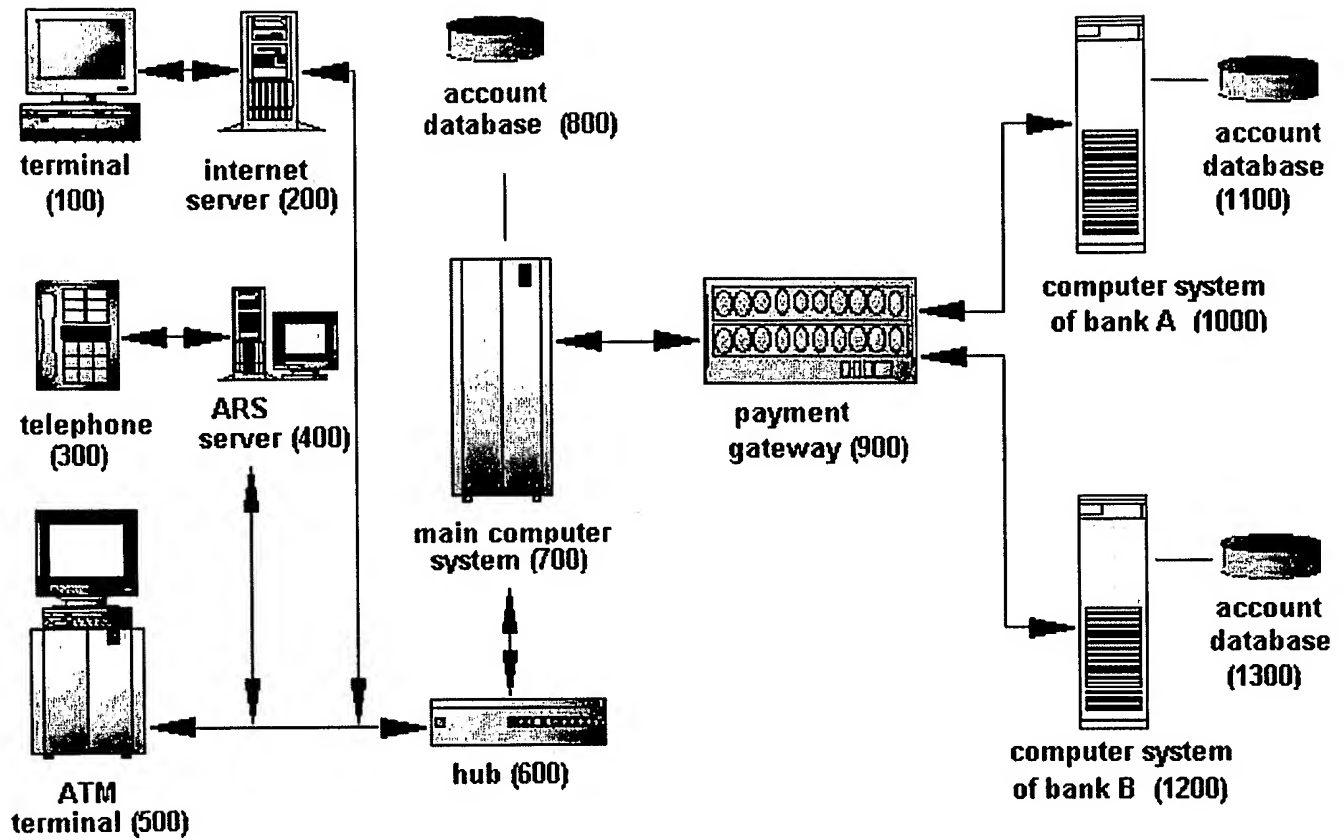 terminal
(100)
internet
server (200)
account
database (800)
account
database
(1100)
telephone
(300)
ARS
server (400)
main computer
system (700)
payment
gateway (900)
computer system
of bank A (1000)
ATM
terminal (500)
hub (600)
computer system
of bank B (1200)
account
database
(1300)